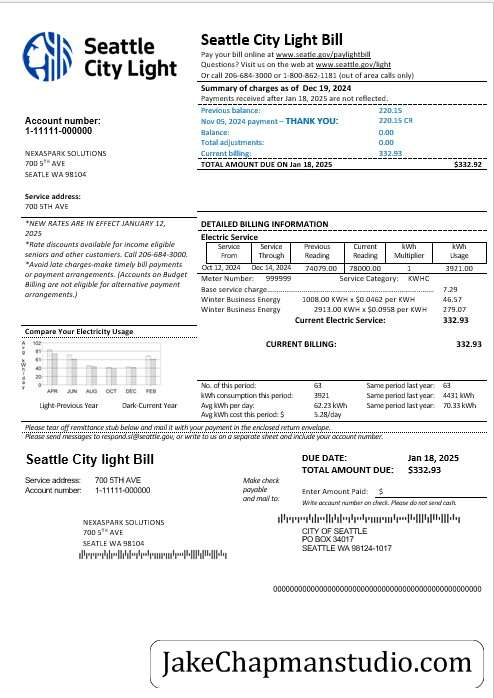 Seattle
City Light
Seattle City Light Bill
Pay your bill online at www.seattle.gov/paylightbill
Questions? Visit us on the web at www.seattle.gov/light
Or call 206-684-3000 or 1-800-862-1181 (out of area calls only)
Summary of charges as of Dec 19, 2024
Payments received after Jan 18, 2025 are not reflected.
Previous balance: 220.15
Nov 05, 2024 payment – THANK YOU: 220.15 CR
Balance: 0.00
Total adjustments: 0.00
Current billing: 332.93
TOTAL AMOUNT DUE ON Jan 18, 2025 $332.92
Account number:
1-11111-000000
NEXASPARK SOLUTIONS
700 5TH AVE
SEATLE WA 98104
Service address:
700 5TH AVE
*NEW RATES ARE IN EFFECT JANUARY 12,
2025
*Rate discounts available for income eligible
seniors and other customers. Call 206-684-3000.
*Avoid late charges-make timely bill payments
or payment arrangements. (Accounts on Budget
Billing are not eligible for alternative payment
arrangements.)
DETAILED BILLING INFORMATION
Electric Service
Service From Service Through Previous Reading Current Reading kWh Multiplier kWh Usage
Oct 12, 2024 Dec 14, 2024 74079.00 78000.00 1 3921.00
Meter Number: 999999 Service Category: KWHC
Base service charge 7.29
Winter Business Energy 1008.00 KWH x $0.0462 per KWH 46.57
Winter Business Energy 2913.00 KWH x $0.0958 per KWH 279.07
Current Electric Service: 332.93
CURRENT BILLING: 332.93
Compare Your Electricity Usage
Avg kWh/day
102
81
61
40
20
0
APR JUN AUG OCT DEC FEB
Light-Previous Year Dark-Current Year
No. of this period: 63 Same period last year: 63
kWh consumption this period: 3921 Same period last year: 4431 kWh
Avg kWh per day: 62.23 kWh Same period last year: 70.33 kWh
Avg kWh cost this period: $ 5.28/day
Please tear off remittance stub below and mail it with your payment in the enclosed return envelope.
Please send messages to respond.sl@seattle.gov, or write to us on a separate sheet and include your account number.
Seattle City light Bill
DUE DATE: Jan 18, 2025
TOTAL AMOUNT DUE: $332.93
Service address: 700 5TH AVE
Account number: 1-11111-000000
Make check
payable
and mail to:
Enter Amount Paid: $
Write account number on check. Please do not send cash.
NEXASPARK SOLUTIONS
700 5TH AVE
SEATLE WA 98104
CITY OF SEATTLE
PO BOX 34017
SEATTLE WA 98124-1017
000000000000000000000000000000000000000000000000
JakeChapmanstudio.com